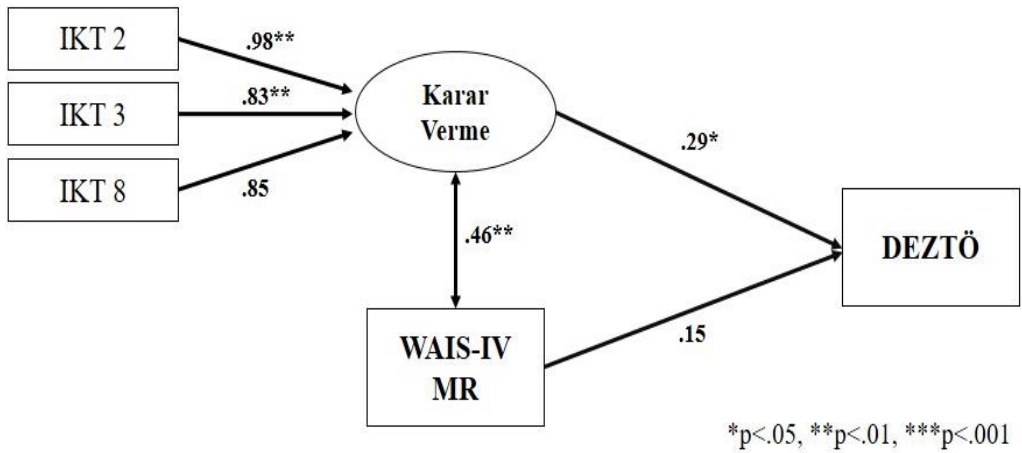 IKT 2
.98**
IKT 3
.83**
IKT 8
.85
Karar
Verme
.29*
.46**
DEZTÖ
WAIS-IV
MR
.15
*p<.05, **p<.01, ***p<.001